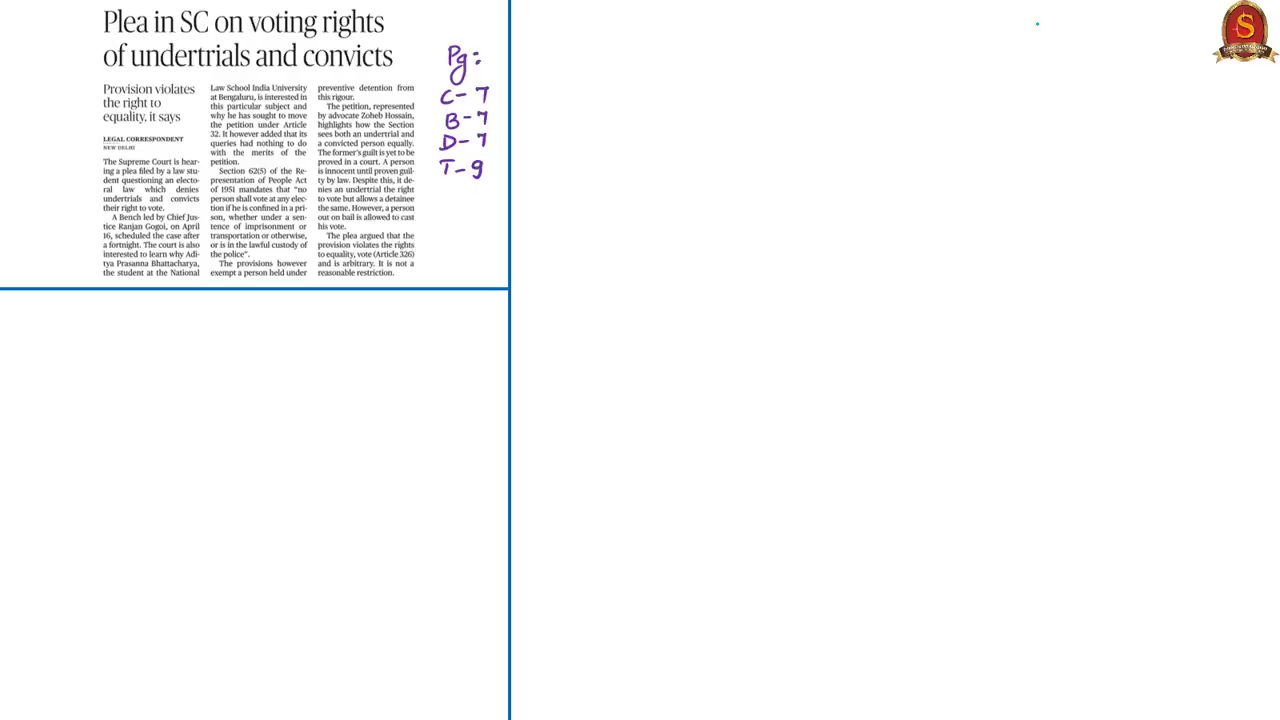 Plea in SC on voting rights
of undertrials and convicts
Provision violates
the right to
equality, it says
LEGAL CORRESPONDENT
NEW DELHI
The Supreme Court is hear-
ing a plea filed by a law stu-
dent questioning an electo-
ral law which denies
undertrials and convicts
their right to vote.
A Bench led by Chief Jus-
tice Ranjan Gogoi, on April
16, scheduled the case after
a fortnight. The court is also
interested to learn why Adi-
tya Prasanna Bhattacharya,
the student at the National
Law School India University
at Bengaluru, is interested in
this particular subject and
why he has sought to move
the petition under Article
32. It however added that its
queries had nothing to do
with the merits of the
petition.
Section 62(5) of the Re-
presentation of People Act
of 1951 mandates that "no
person shall vote at any elec-
tion if he is confined in a pri-
son, whether under a sen-
tence of imprisonment or
transportation or otherwise,
or is in the lawful custody of
the police".
The provisions however
exempt a person held under
preventive detention from
this rigour.
The petition, represented
by advocate Zoheb Hossain,
highlights how the Section
sees both an undertrial and
a convicted person equally.
The former's guilt is yet to be
proved in a court. A person
is innocent until proven guil-
ty by law. Despite this, it de-
nies an undertrial the right
to vote but allows a detainee
the same. However, a person
out on bail is allowed to cast
his vote.
The plea argued that the
provision violates the rights
to equality, vote (Article 326)
and is arbitrary. It is not a
reasonable restriction.
Pg:
C- 7
B- 7
D- 7
T- 9
S